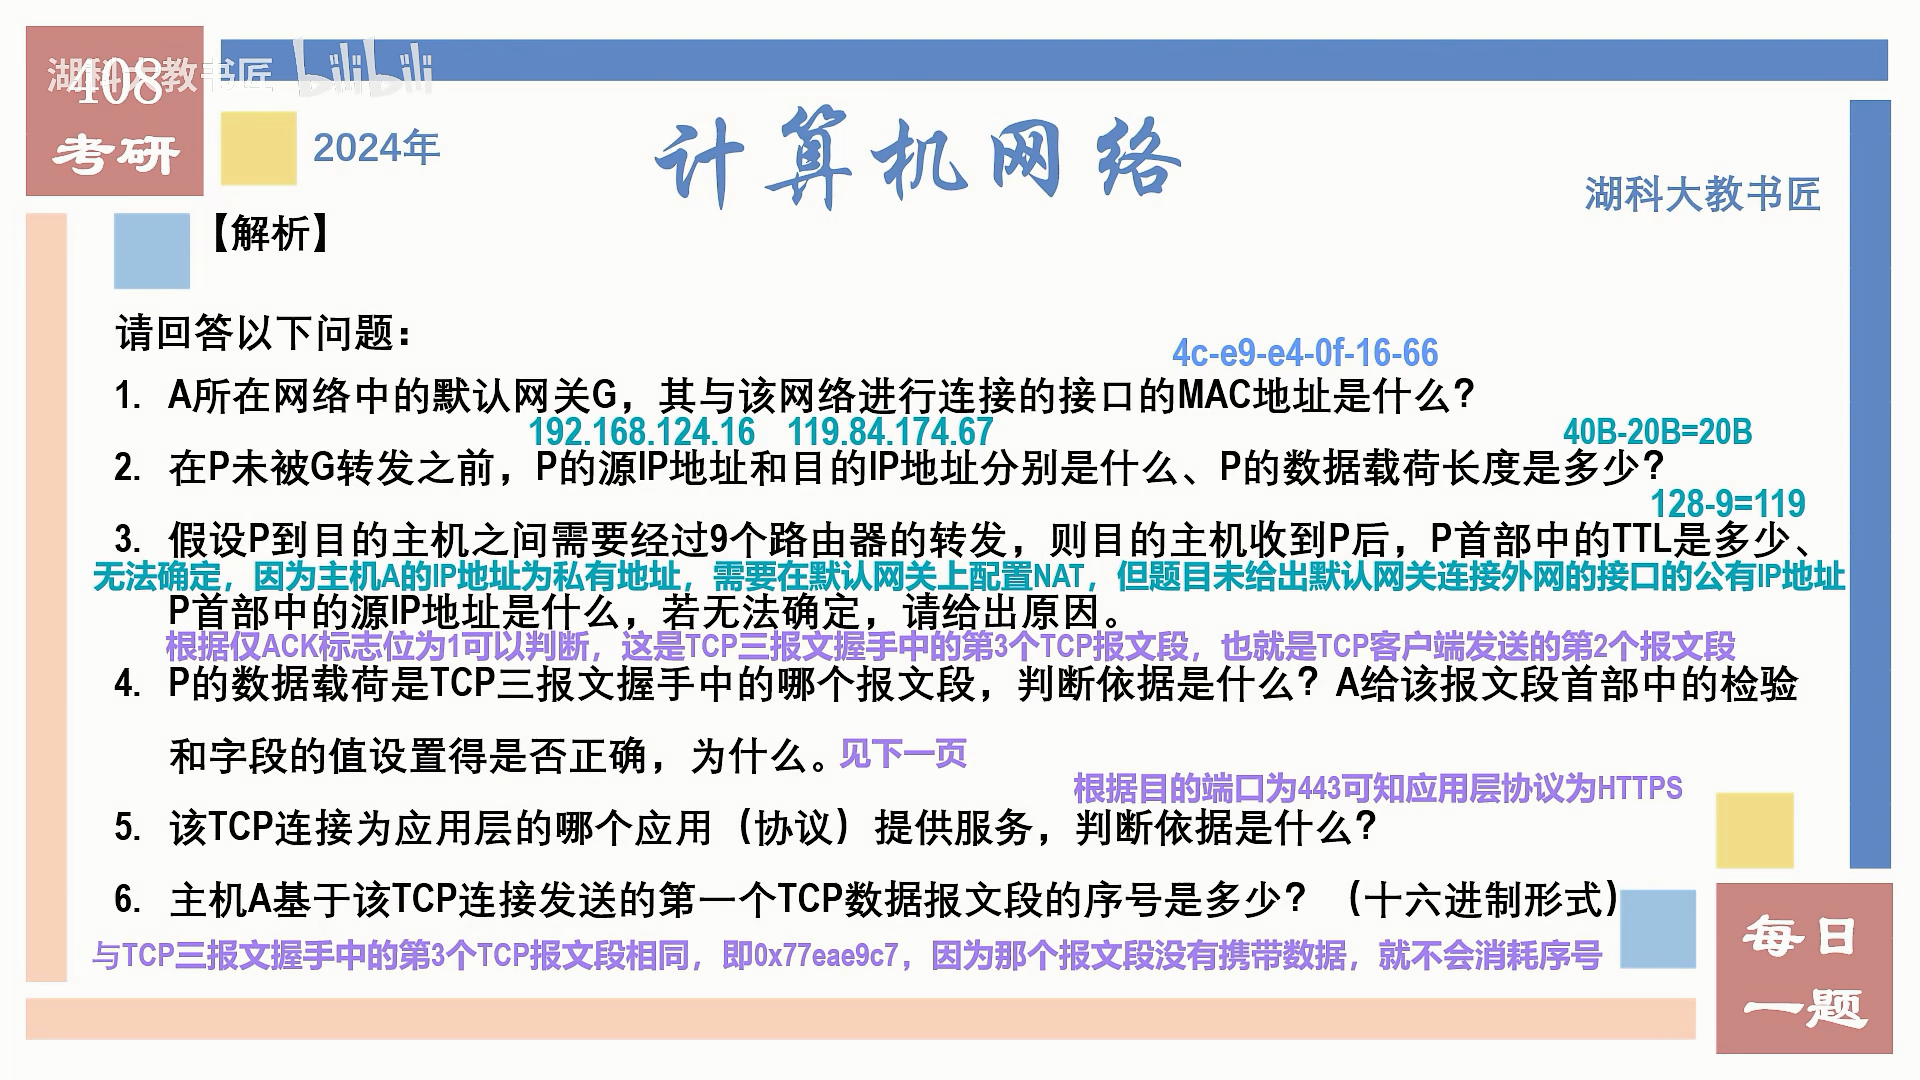 湖科大教书匠 bilibili
408
考研
2024年
计算机网络
湖科大教书匠
【解析】
请回答以下问题：
4c-e9-e4-0f-16-66
1. A所在网络中的默认网关G，其与该网络进行连接的接口的MAC地址是什么？
192.168.124.16 119.84.174.67 40B-20B=20B
2. 在P未被G转发之前，P的源IP地址和目的IP地址分别是什么、P的数据载荷长度是多少？
128-9=119
3. 假设P到目的主机之间需要经过9个路由器的转发，则目的主机收到P后，P首部中的TTL是多少、
无法确定，因为主机A的IP地址为私有地址，需要在默认网关上配置NAT，但题目未给出默认网关连接外网的接口的公有IP地址
P首部中的源IP地址是什么，若无法确定，请给出原因。
根据仅ACK标志位为1可以判断，这是TCP三报文握手中的第3个TCP报文段，也就是TCP客户端发送的第2个报文段
4. P的数据载荷是TCP三报文握手中的哪个报文段，判断依据是什么？A给该报文段首部中的检验
和字段的值设置得是否正确，为什么。见下一页
根据目的端口为443可知应用层协议为HTTPS
5. 该TCP连接为应用层的哪个应用（协议）提供服务，判断依据是什么？
6. 主机A基于该TCP连接发送的第一个TCP数据报文段的序号是多少？（十六进制形式）
与TCP三报文握手中的第3个TCP报文段相同，即0x77eae9c7，因为那个报文段没有携带数据，就不会消耗序号
每日
一题